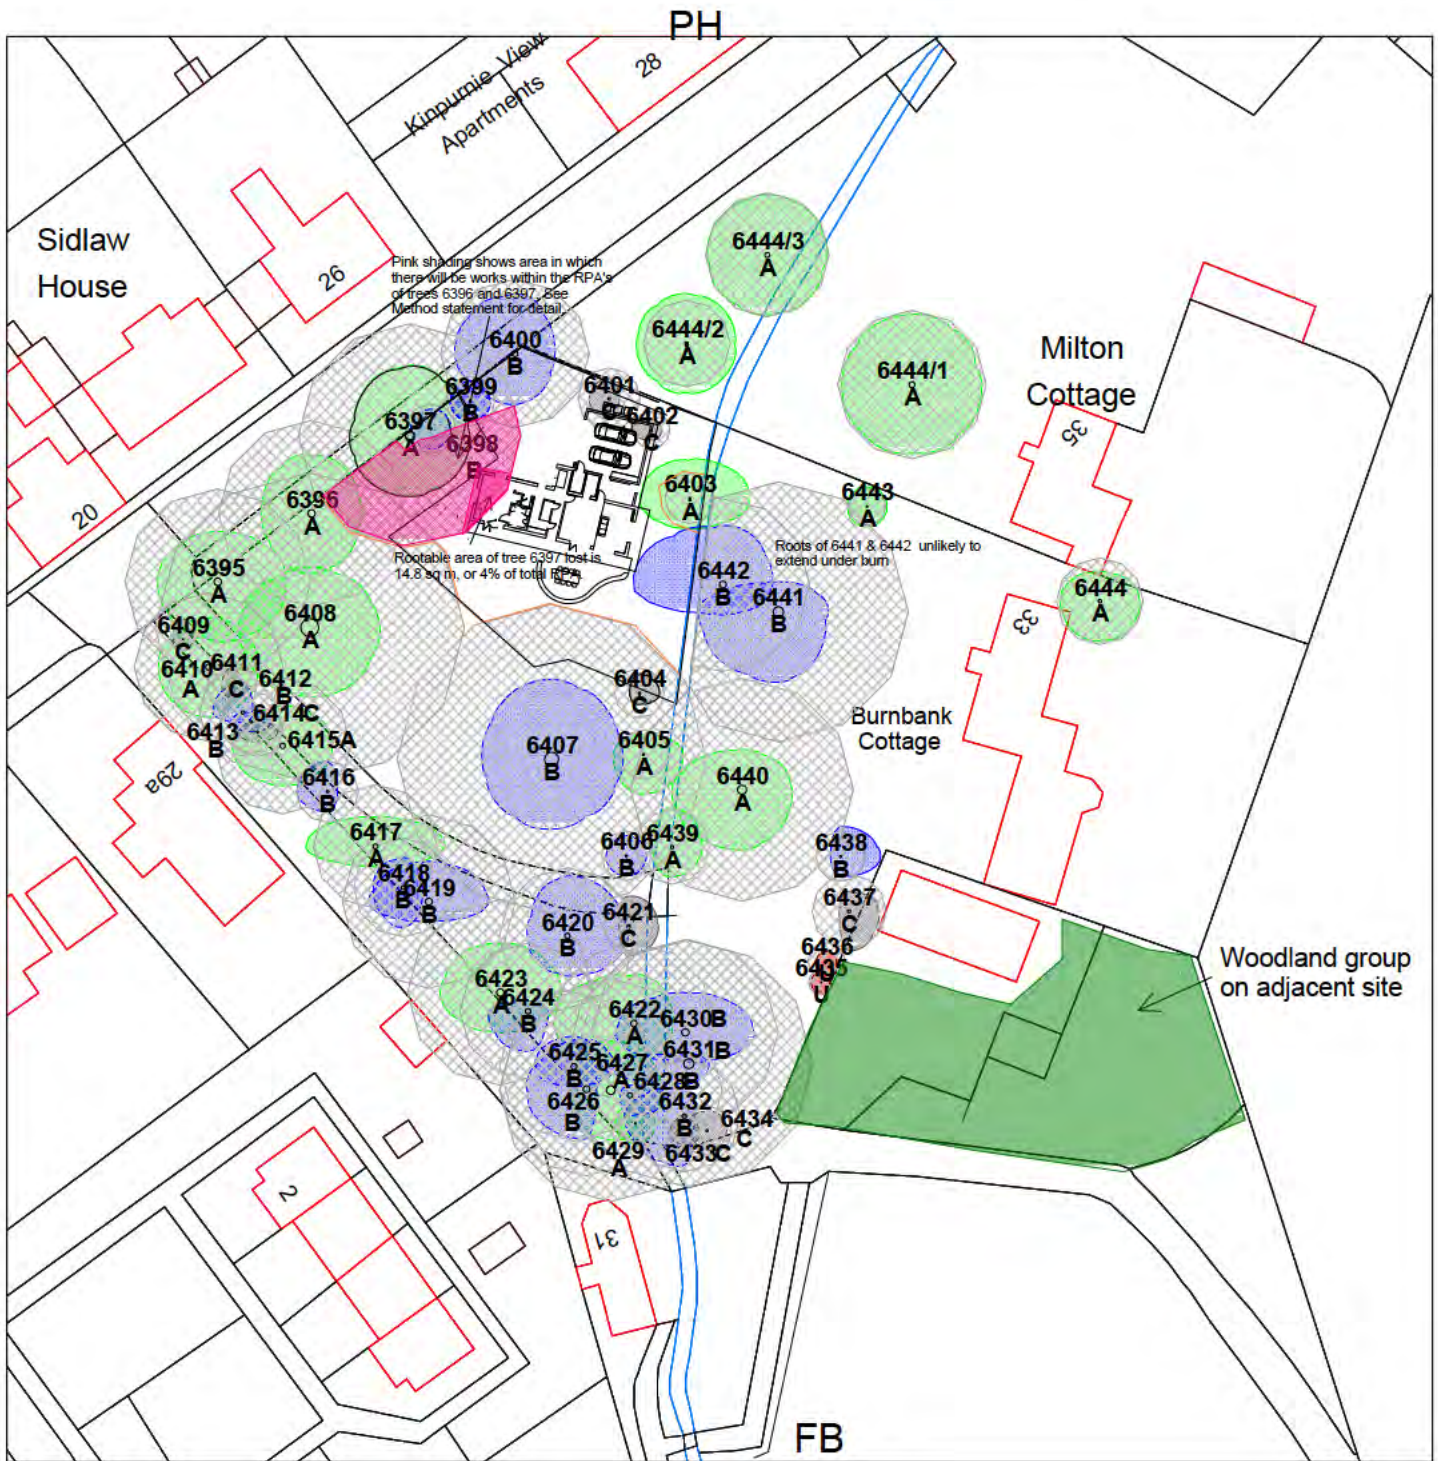 PH
Kinpurnie View
Apartments
28
Sidlaw
House
26
Pink shading shows area in which
there will be works within the RPA's
of trees 6396 and 6397. See
Method statement for detail.
6444/3
A
6444/2
A
6444/1
A
Milton
Cottage
35
6400
B
6399
B
6401
C
6402
C
6397
A
6398
B
20
6396
A
6403
A
6443
A
Rootable area of tree 6397 lost is
14.8 sq m, or 4% of total RPA.
Roots of 6441 & 6442 unlikely to
extend under burn
6395
A
6442
B
6441
B
6444
A
33
6408
A
6409
C
6410
A
6411
C
6412
B
6414 C
6413
B
6415A
6404
C
Burnbank
Cottage
6407
B
6405
A
6440
A
29a
6416
B
6417
A
6406
B
6439
A
6438
B
6418
B
6419
B
6420
B
6421
C
6437
C
6436
U
6435
U
Woodland group
on adjacent site
6423
A
6424
B
6422
A
6430 B
6431 B
B
6425
B
6427
A
6428
6426
B
6432
B
6434
C
6433 C
6429
A
2
31
FB